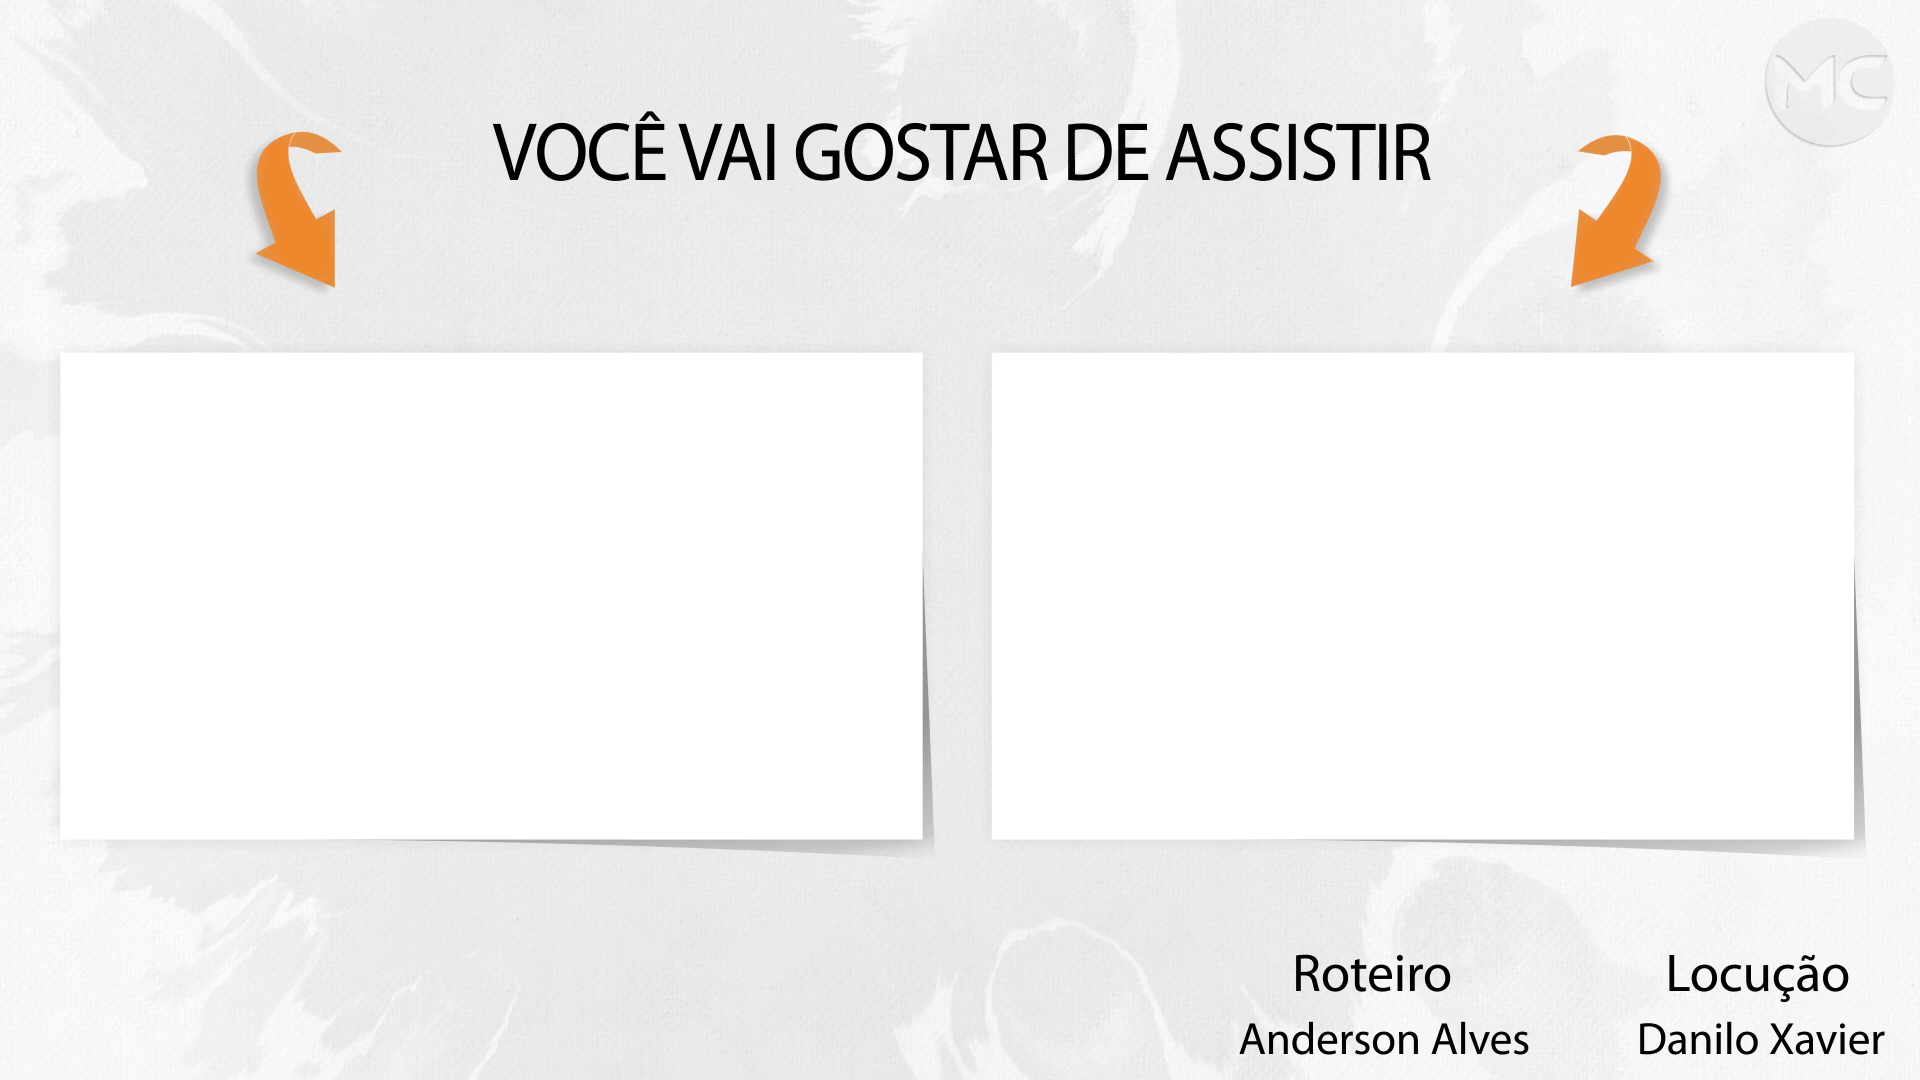 MC
VOCÊ VAI GOSTAR DE ASSISTIR
Roteiro
Anderson Alves
Locução
Danilo Xavier